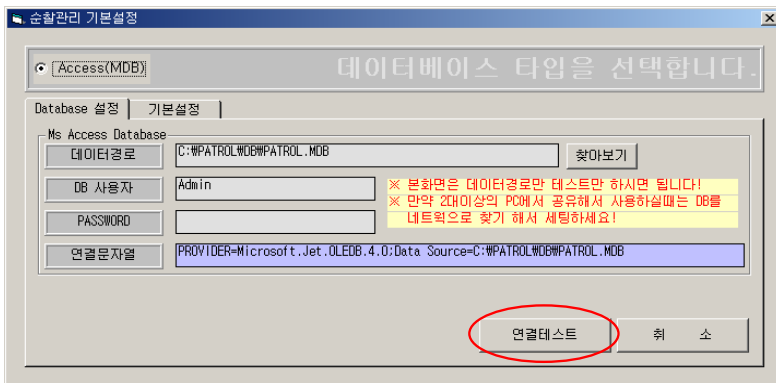 순찰관리 기본설정
Access(MDB)
데이터베이스 타입을 선택합니다.
Database 설정
기본설정
Ms Access Database
데이터경로
C:₩PATROL₩DB₩PATROL.MDB
찾아보기
DB 사용자
Admin
※ 본화면은 데이터경로만 테스트만 하시면 됩니다!
※ 만약 2대이상의 PC에서 공유해서 사용하실때는 DB를
네트웍으로 찾기 해서 세팅하세요!
PASSWORD
연결문자열
PROVIDER=Microsoft.Jet.OLEDB.4.0;Data Source=C:₩PATROL₩DB₩PATROL.MDB
연결테스트
취 소